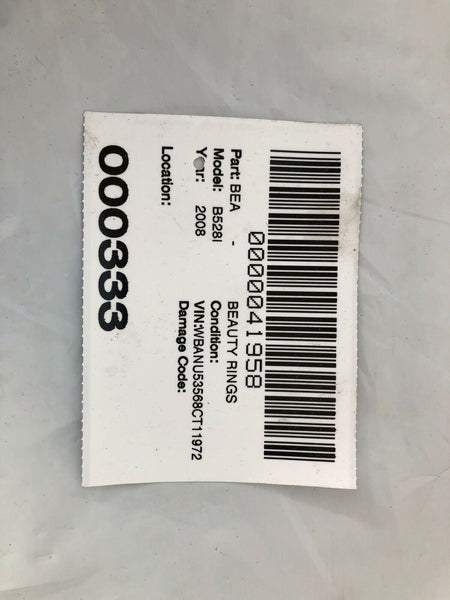 0000041958
Part: BEA - BEAUTY RINGS
Model: B528I Condition:
Year: 2008 VIN:WBANU53568CT11972
Damage Code:
Location:
000333